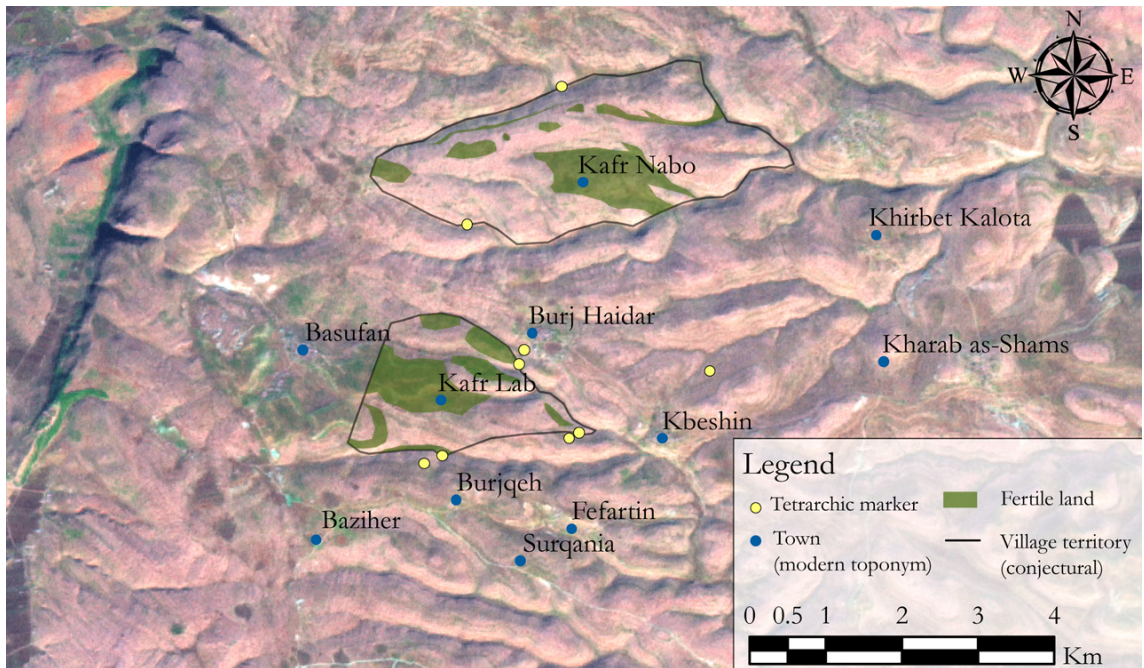 N
W
E
S
Kafr Nabo
Khirbet Kalota
Burj Haidar
Basufan
Kharab as-Shams
Kafr Lab
Kbeshin
Burjqeh
Fefartin
Baziher
Surqania
Legend
Tetrarchic marker
Fertile land
Town
(modern toponym)
Village territory
(conjectural)
0 0.5 1 2 3 4
Km